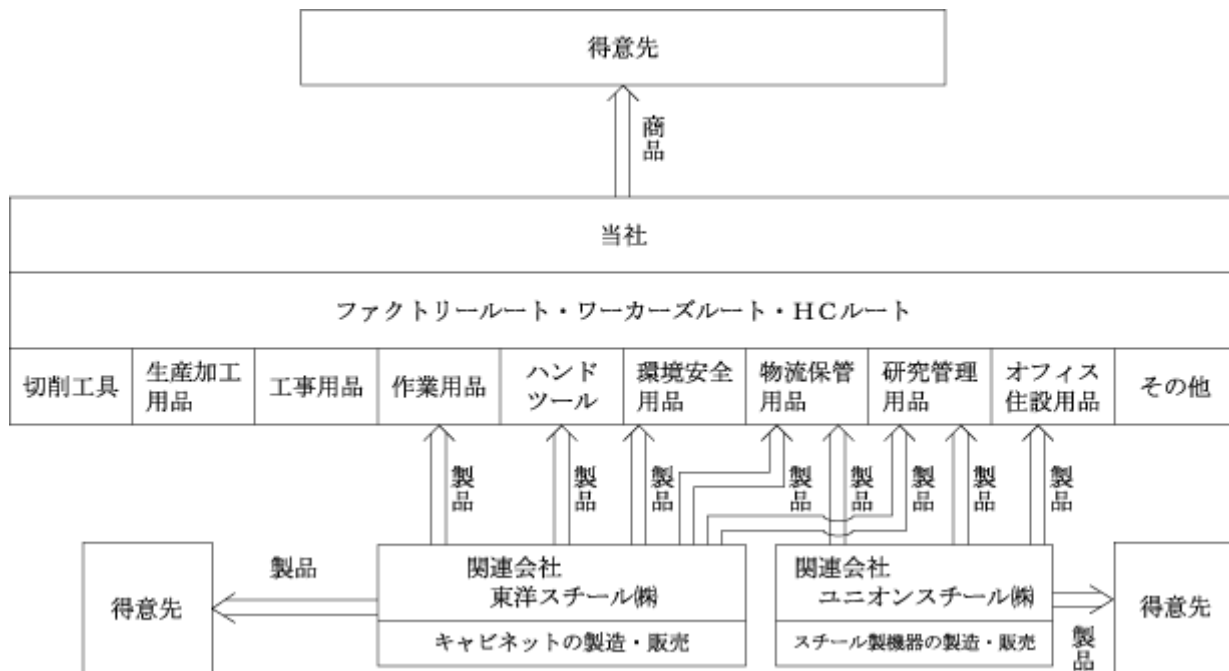 得意先
商品
当社
ファクトリールート・ワーカーズルート・HCルート
切削工具
生産加工
用品
工事用品
作業用品
ハンド
ツール
環境安全
用品
物流保管
用品
研究管理
用品
オフィス
住設用品
その他
製品
製品
製品
製品
製品
製品
製品
製品
得意先
製品
関連会社
東洋スチール㈱
キャビネットの製造・販売
関連会社
ユニオンスチール㈱
スチール製機器の製造・販売
製品
得意先